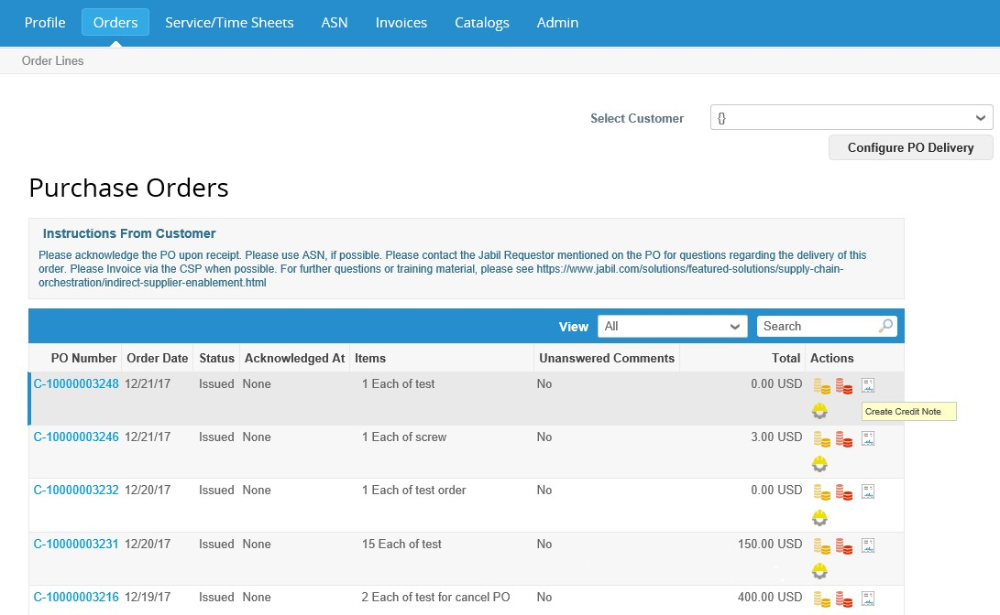 Profile Orders Service/Time Sheets ASN Invoices Catalogs Admin
Order Lines
Select Customer {}
Configure PO Delivery
Purchase Orders
Instructions From Customer
Please acknowledge the PO upon receipt. Please use ASN, if possible. Please contact the Jabil Requestor mentioned on the PO for questions regarding the delivery of this
order. Please Invoice via the CSP when possible. For further questions or training material, please see https://www.jabil.com/solutions/featured-solutions/supply-chain-
orchestration/indirect-supplier-enablement.html
View All Search
PO Number Order Date Status Acknowledged At Items Unanswered Comments Total Actions
C-10000003248 12/21/17 Issued None 1 Each of test No 0.00 USD
Create Credit Note
C-10000003246 12/21/17 Issued None 1 Each of screw No 3.00 USD
C-10000003232 12/20/17 Issued None 1 Each of test order No 0.00 USD
C-10000003231 12/20/17 Issued None 15 Each of test No 150.00 USD
C-10000003216 12/19/17 Issued None 2 Each of test for cancel PO No 400.00 USD